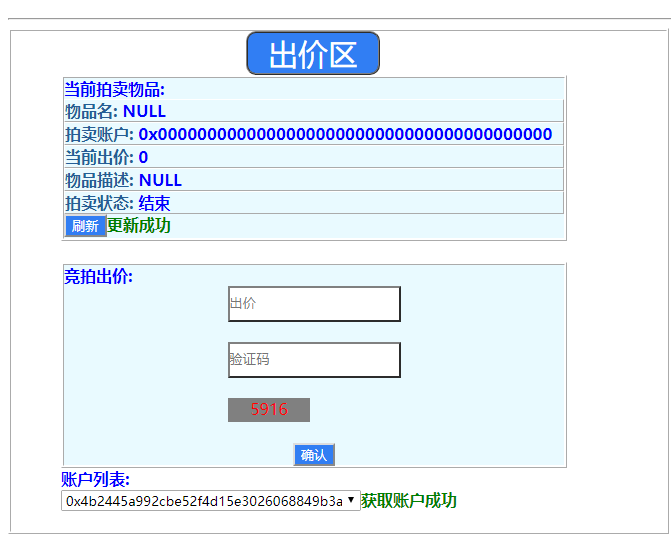 出价区
当前拍卖物品:
物品名: NULL
拍卖账户: 0x0000000000000000000000000000000000000000
当前出价: 0
物品描述: NULL
拍卖状态: 结束
刷新更新成功
竞拍出价:
出价
验证码
5916
确认
账户列表:
0x4b2445a992cbe52f4d15e3026068849b3a 获取账户成功